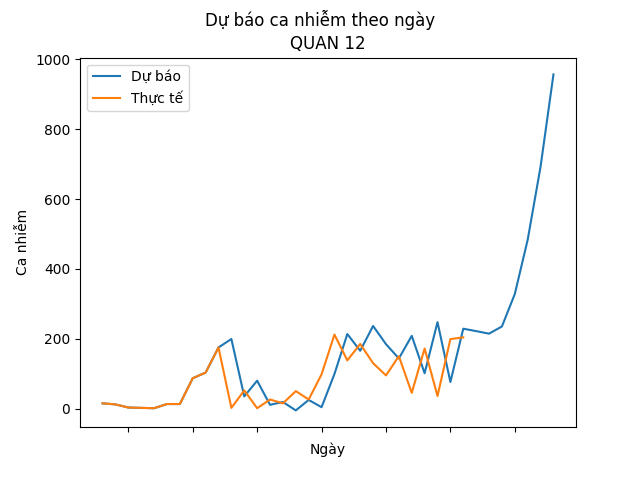 Dự báo ca nhiễm theo ngày
QUAN 12
Dự báo
Thực tế
1000
800
600
400
200
0
Ca nhiễm
Ngày